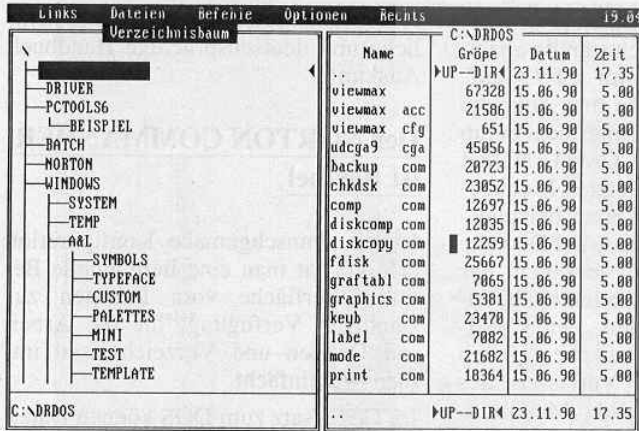 Links Dateien Befehle Optionen Rechts 19.0
Verzeichnisbaum
\
DRIVER
PCTOOLS6
BEISPIEL
BATCH
NORTON
WINDOWS
SYSTEM
TEMP
A&L
SYMBOLS
TYPEFACE
CUSTOM
PALETTES
MINI
TEST
TEMPLATE
C:\DRDOS
C:\DRDOS
Name Größe Datum Zeit
►UP--DIR◄ 23.11.90 17.35
viewmax 67328 15.06.90 5.00
viewmax acc 21586 15.06.90 5.00
viewmax cfg 651 15.06.90 5.00
udcga9 cga 45056 15.06.90 5.00
backup com 20723 15.06.90 5.00
chkdsk com 23052 15.06.90 5.00
comp com 12697 15.06.90 5.00
diskcomp com 12035 15.06.90 5.00
diskcopy com 12259 15.06.90 5.00
fdisk com 25667 15.06.90 5.00
graftabl com 7065 15.06.90 5.00
graphics com 5381 15.06.90 5.00
keyb com 23470 15.06.90 5.00
label com 7082 15.06.90 5.00
mode com 21682 15.06.90 5.00
print com 10364 15.06.90 5.00
.. ►UP--DIR◄ 23.11.90 17.35